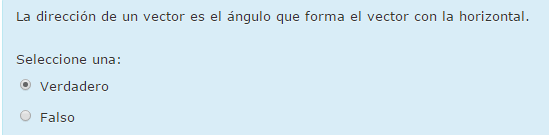 La dirección de un vector es el ángulo que forma el vector con la horizontal.
Seleccione una:
Verdadero
Falso